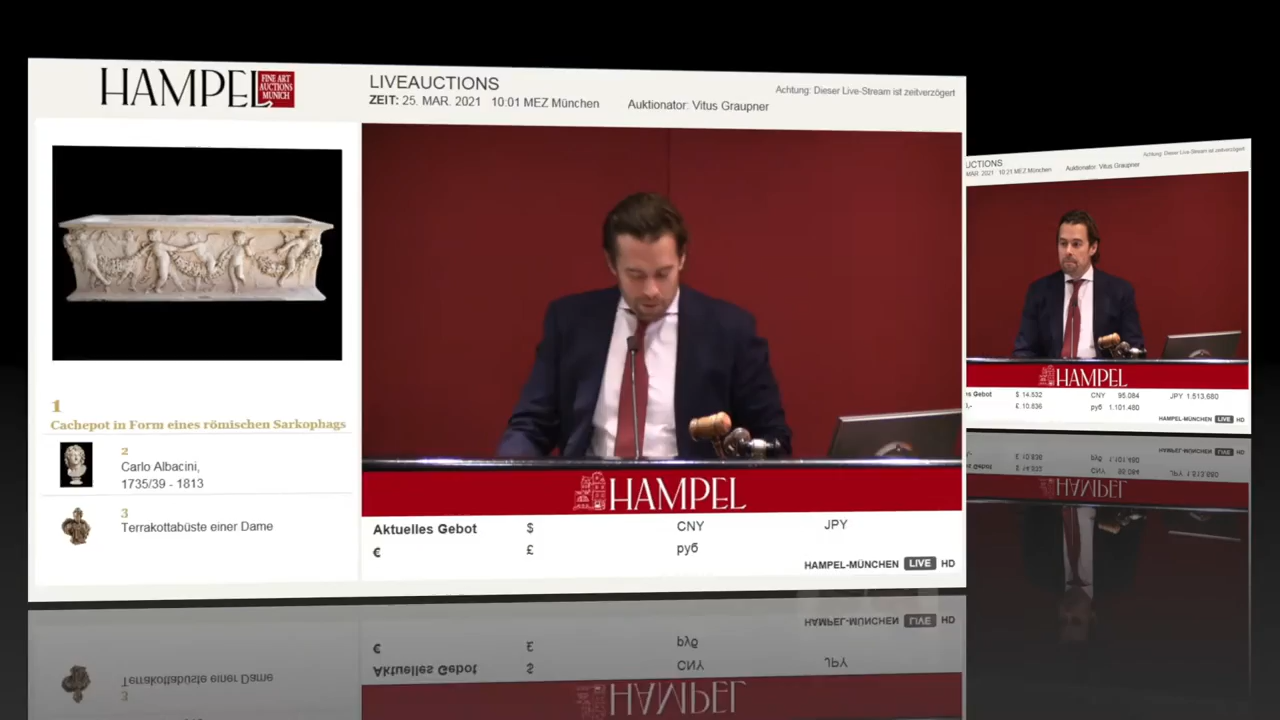 HAMPEL
FINE ART
AUCTIONS
MUNICH
LIVEAUCTIONS
ZEIT: 25. MAR. 2021 10:01 MEZ München Auktionator: Vitus Graupner
Achtung: Dieser Live-Stream ist zeitverzögert
1
Cachepot in Form eines römischen Sarkophags
2
Carlo Albacini,
1735/39 - 1813
3
Terrakottabüste einer Dame
HAMPEL
Aktuelles Gebot $ CNY JPY
€ £ руб
HAMPEL-MÜNCHEN LIVE HD
UCTIONS
MAR. 2021 10:21 MEZ München Auktionator: Vitus Graupner
Achtung: Dieser Live-Stream ist zeitverzögert
HAMPEL
es Gebot $ 14.532 CNY 95.084 JPY 1.513.680
,- £ 10.836 руб 1.101.480
HAMPEL-MÜNCHEN LIVE HD